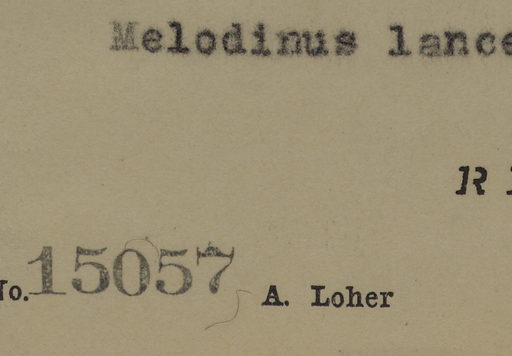 Melodinus lance
R
No. 15057 A. Loher